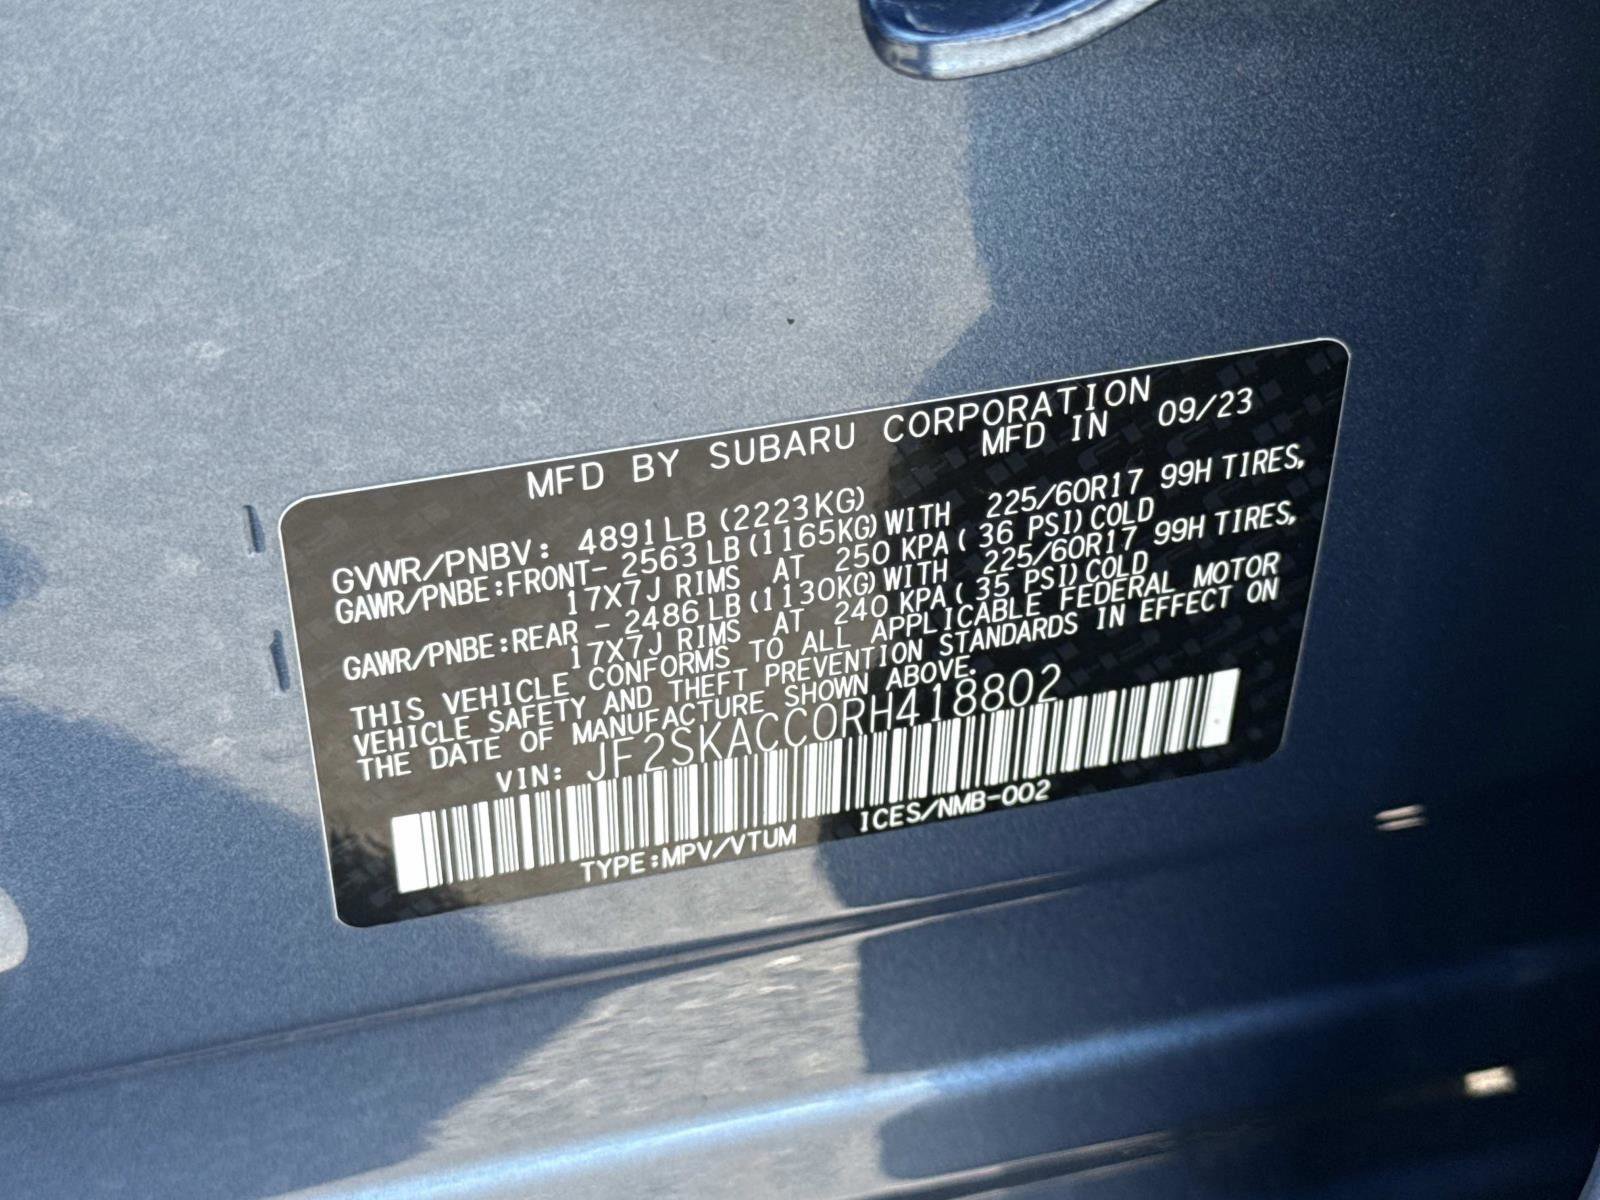 MFD BY SUBARU CORPORATION
MFD IN 09/23
GVWR/PNBV: 4891LB (2223KG)
GAWR/PNBE:FRONT- 2563LB(1165KG)WITH 225/60R17 99H TIRES,
17X7J RIMS AT 250 KPA( 36 PSI)COLD
GAWR/PNBE:REAR - 2486LB(1130KG)WITH 225/60R17 99H TIRES,
17X7J RIMS AT 240 KPA( 35 PSI)COLD
THIS VEHICLE CONFORMS TO ALL APPLICABLE FEDERAL MOTOR
VEHICLE SAFETY AND THEFT PREVENTION STANDARDS IN EFFECT ON
THE DATE OF MANUFACTURE SHOWN ABOVE.
VIN: JF2SKACC0RH418802
TYPE:MPV/VTUM ICES/NMB-002